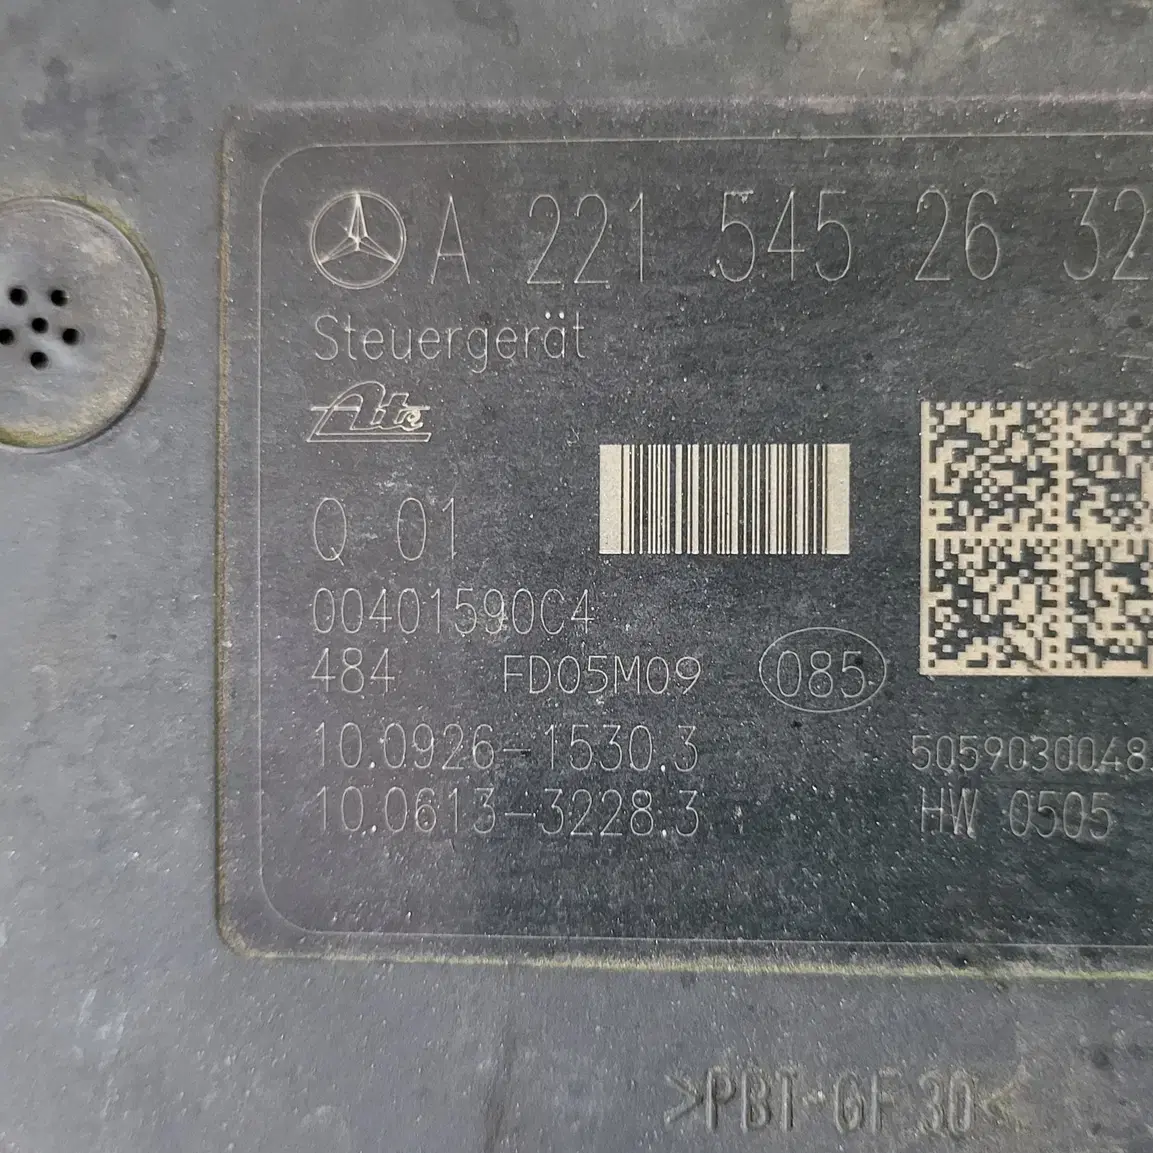 A 221 545 26 32
Steuergerät
Ate
Q 01
00401590C4
484 FD05M09 085
10.0926-1530.3 5059030048
10.0613-3228.3 HW 0505
>PBT-GF 30<